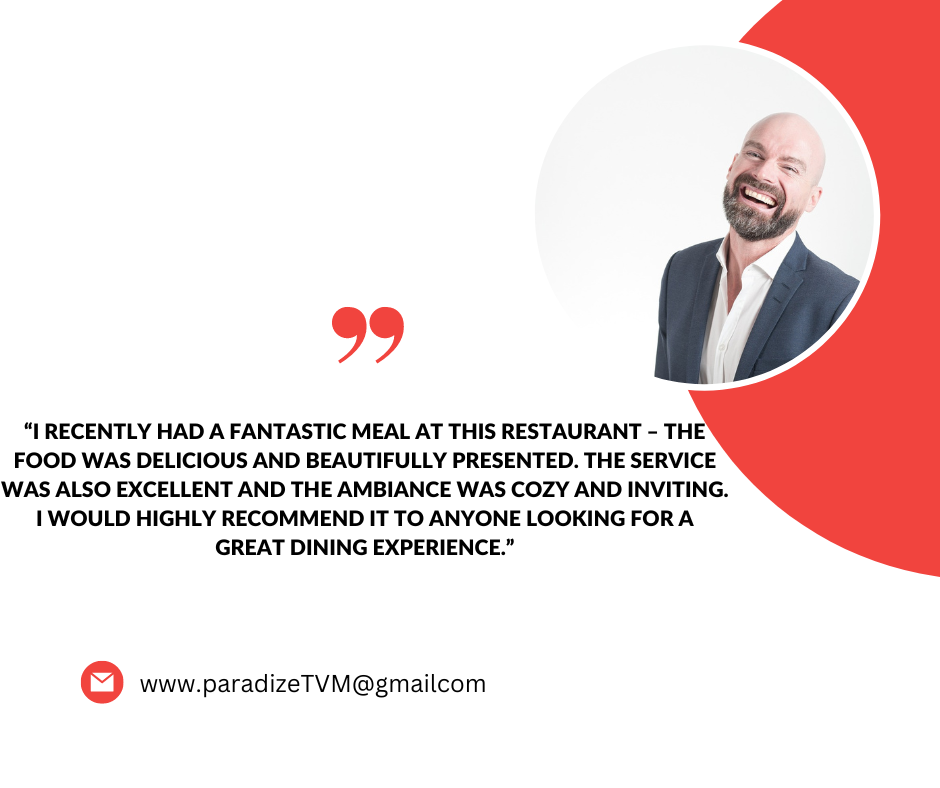 ”
“I RECENTLY HAD A FANTASTIC MEAL AT THIS RESTAURANT – THE
FOOD WAS DELICIOUS AND BEAUTIFULLY PRESENTED. THE SERVICE
WAS ALSO EXCELLENT AND THE AMBIANCE WAS COZY AND INVITING.
I WOULD HIGHLY RECOMMEND IT TO ANYONE LOOKING FOR A
GREAT DINING EXPERIENCE.”
www.paradizeTVM@gmailcom